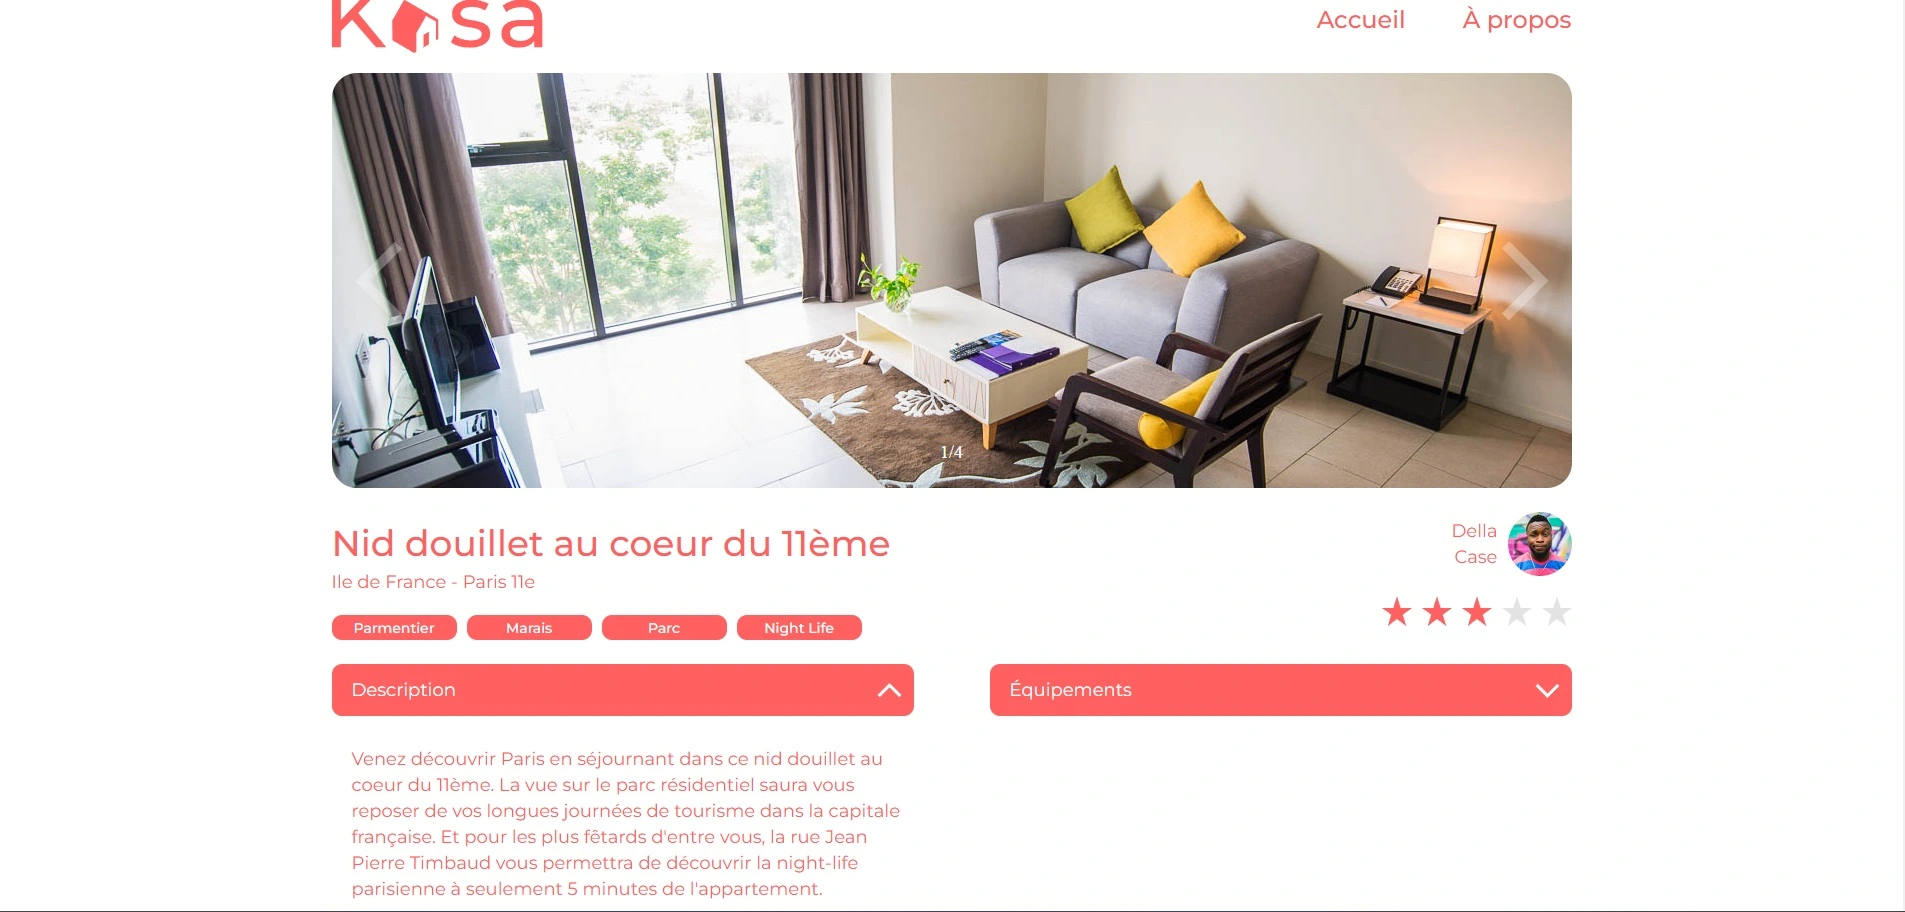 Kasa
Accueil
À propos
1/4
Nid douillet au coeur du 11ème
Ile de France - Paris 11e
Della
Case
Parmentier
Marais
Parc
Night Life
Description
Venez découvrir Paris en séjournant dans ce nid douillet au
coeur du 11ème. La vue sur le parc résidentiel saura vous
reposer de vos longues journées de tourisme dans la capitale
française. Et pour les plus fêtards d'entre vous, la rue Jean
Pierre Timbaud vous permettra de découvrir la night-life
parisienne à seulement 5 minutes de l'appartement.
Équipements